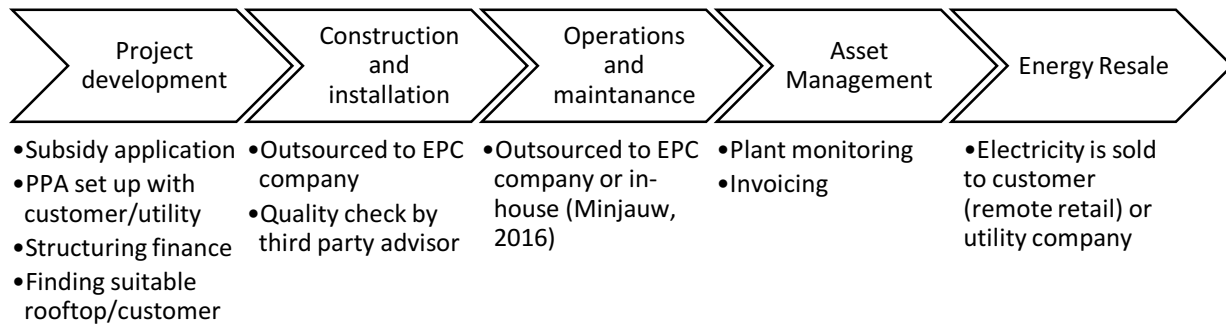 Project
development
Construction
and
installation
Operations
and
maintanance
Asset
Management
Energy Resale
•Subsidy application
•PPA set up with
customer/utility
•Structuring finance
•Finding suitable
rooftop/customer
•Outsourced to EPC
company
•Quality check by
third party advisor
•Outsourced to EPC
company or in-
house (Minjauw,
2016)
•Plant monitoring
•Invoicing
•Electricity is sold
to customer
(remote retail) or
utility company